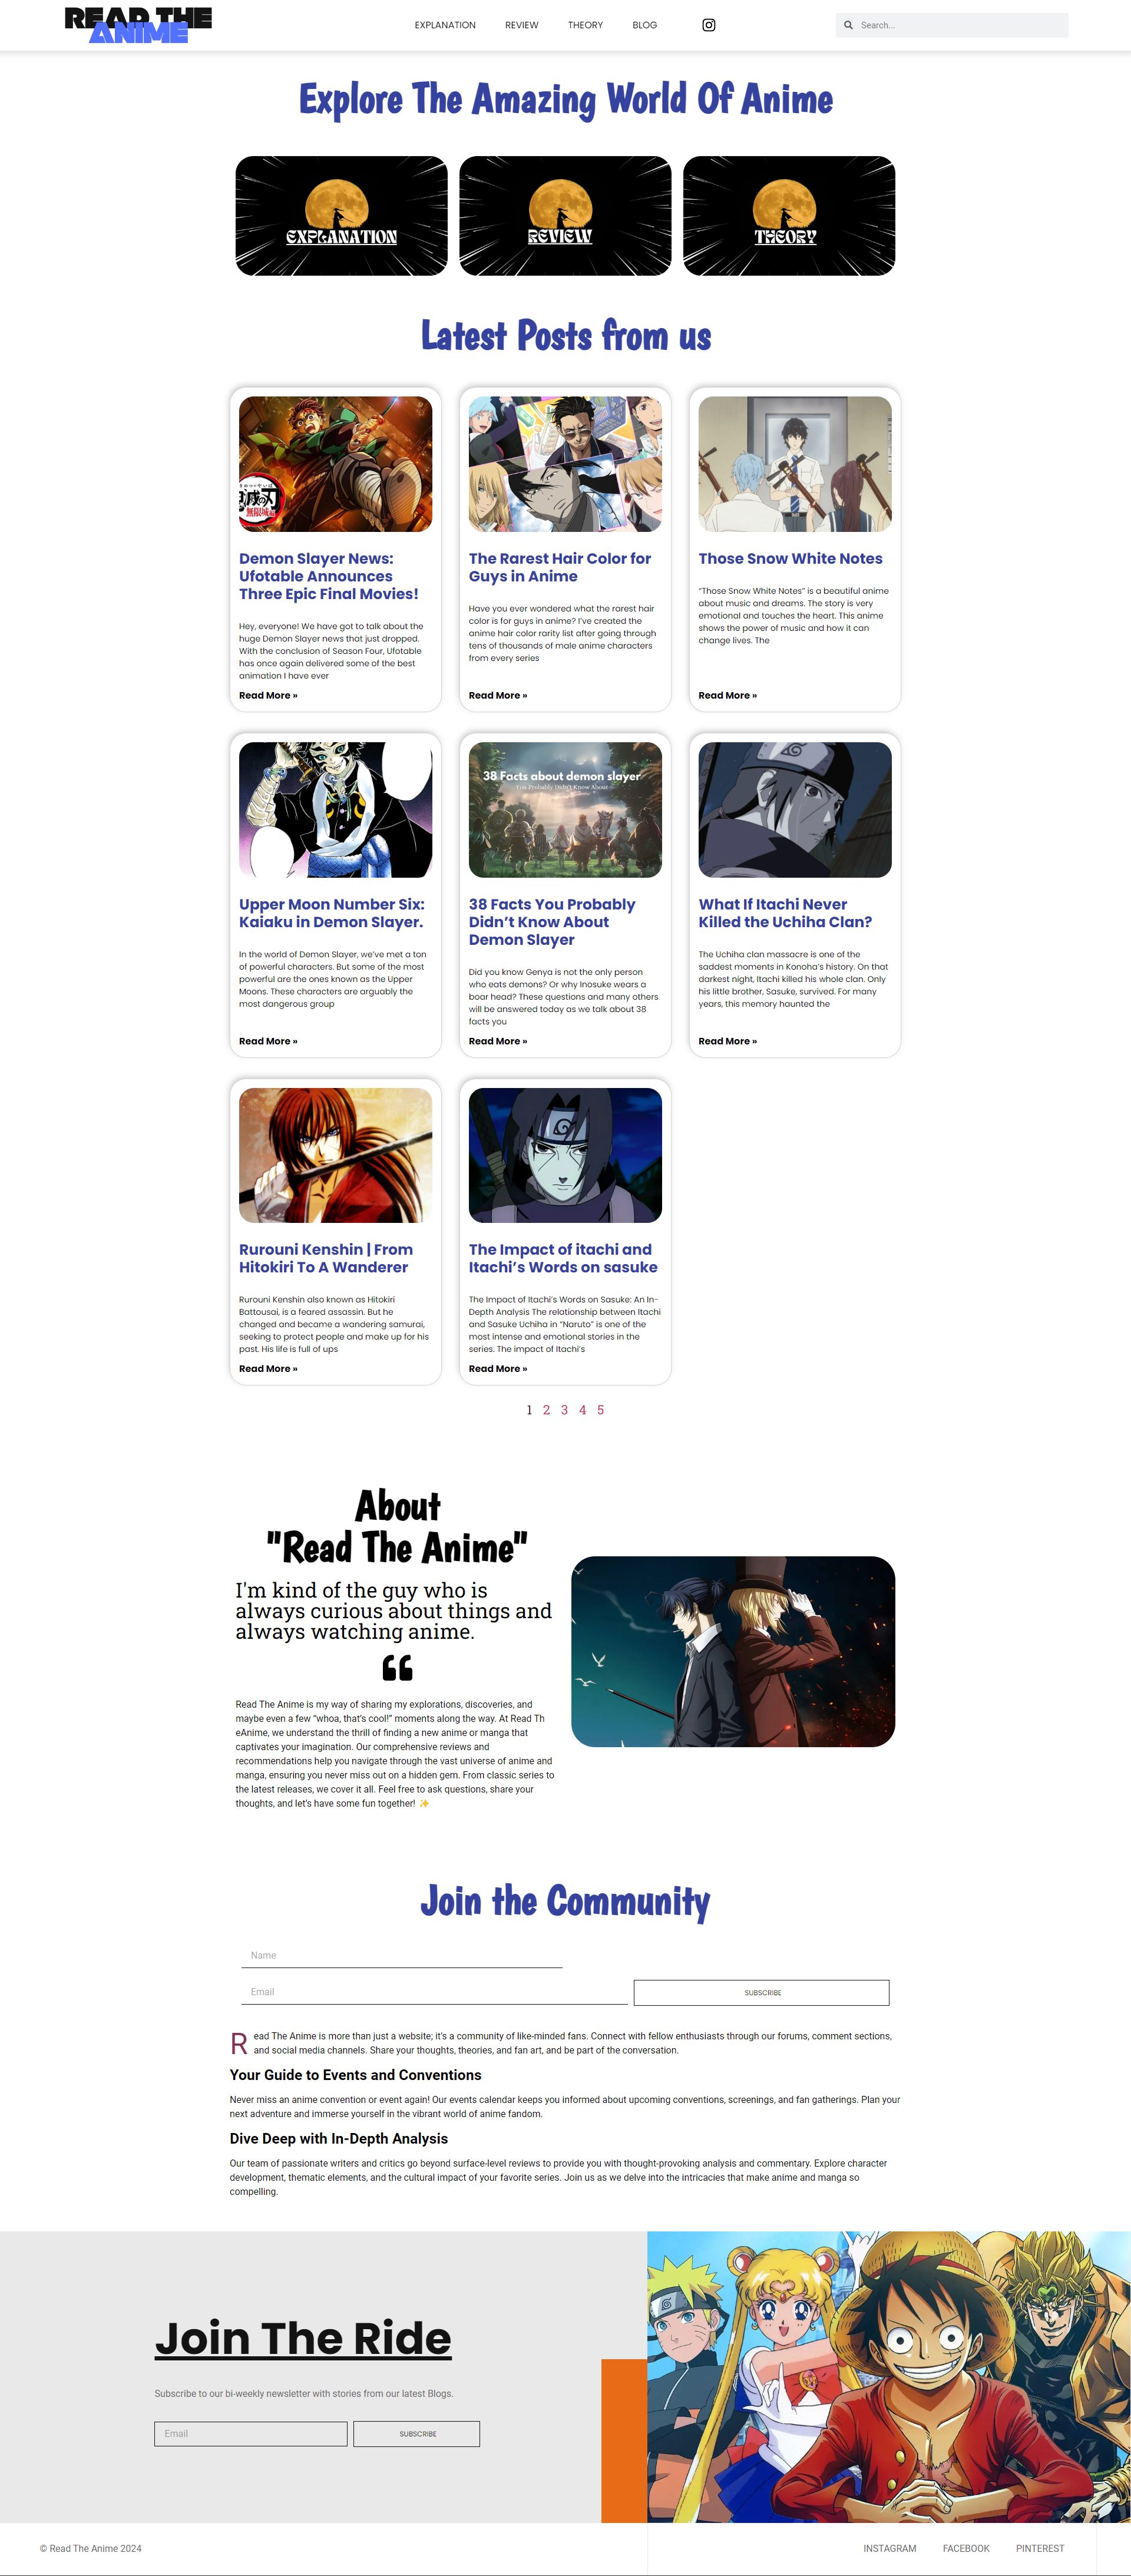 READ THE
ANIME
EXPLANATION
REVIEW
THEORY
BLOG
Search...
Explore The Amazing World Of Anime
EXPLANATION
REVIEW
THEORY
Latest Posts from us
Demon Slayer News:
Ufotable Announces
Three Epic Final Movies!
Hey, everyone! We have got to talk about the
huge Demon Slayer news that just dropped.
With the conclusion of Season Four, Ufotable
has once again delivered some of the best
animation I have ever
Read More »
The Rarest Hair Color for
Guys in Anime
Have you ever wondered what the rarest hair
color is for guys in anime? I’ve created the
anime hair color rarity list after going through
tens of thousands of male anime characters
from every series
Read More »
Those Snow White Notes
“Those Snow White Notes” is a beautiful anime
about music and dreams. The story is very
emotional and touches the heart. This anime
shows the power of music and how it can
change lives. The
Read More »
Upper Moon Number Six:
Kaiaku in Demon Slayer.
In the world of Demon Slayer, we’ve met a ton
of powerful characters. But some of the most
powerful are the ones known as the Upper
Moons. These characters are arguably the
most dangerous group
Read More »
38 Facts about demon slayer
You Probably Didn't Know About
38 Facts You Probably
Didn’t Know About
Demon Slayer
Did you know Genya is not the only person
who eats demons? Or why Inosuke wears a
boar head? These questions and many others
will be answered today as we talk about 38
facts you
Read More »
What If Itachi Never
Killed the Uchiha Clan?
The Uchiha clan massacre is one of the
saddest moments in Konoha’s history. On that
darkest night, Itachi killed his whole clan. Only
his little brother, Sasuke, survived. For many
years, this memory haunted the
Read More »
Rurouni Kenshin | From
Hitokiri To A Wanderer
Rurouni Kenshin also known as Hitokiri
Battousai, is a feared assassin. But he
changed and became a wandering samurai,
seeking to protect people and make up for his
past. His life is full of ups
Read More »
The Impact of itachi and
Itachi’s Words on sasuke
The Impact of Itachi’s Words on Sasuke: An In-
Depth Analysis The relationship between Itachi
and Sasuke Uchiha in “Naruto” is one of the
most intense and emotional stories in the
series. The impact of Itachi’s
Read More »
1 2 3 4 5
About
"Read The Anime"
I'm kind of the guy who is
always curious about things and
always watching anime.
Read The Anime is my way of sharing my explorations, discoveries, and
maybe even a few “whoa, that’s cool!” moments along the way. At Read Th
eAnime, we understand the thrill of finding a new anime or manga that
captivates your imagination. Our comprehensive reviews and
recommendations help you navigate through the vast universe of anime and
manga, ensuring you never miss out on a hidden gem. From classic series to
the latest releases, we cover it all. Feel free to ask questions, share your
thoughts, and let’s have some fun together! ✨
Join the Community
Name
Email
SUBSCRIBE
Read The Anime is more than just a website; it’s a community of like-minded fans. Connect with fellow enthusiasts through our forums, comment sections,
and social media channels. Share your thoughts, theories, and fan art, and be part of the conversation.
Your Guide to Events and Conventions
Never miss an anime convention or event again! Our events calendar keeps you informed about upcoming conventions, screenings, and fan gatherings. Plan your
next adventure and immerse yourself in the vibrant world of anime fandom.
Dive Deep with In-Depth Analysis
Our team of passionate writers and critics go beyond surface-level reviews to provide you with thought-provoking analysis and commentary. Explore character
development, thematic elements, and the cultural impact of your favorite series. Join us as we delve into the intricacies that make anime and manga so
compelling.
Join The Ride
Subscribe to our bi-weekly newsletter with stories from our latest Blogs.
Email
SUBSCRIBE
© Read The Anime 2024
INSTAGRAM
FACEBOOK
PINTEREST